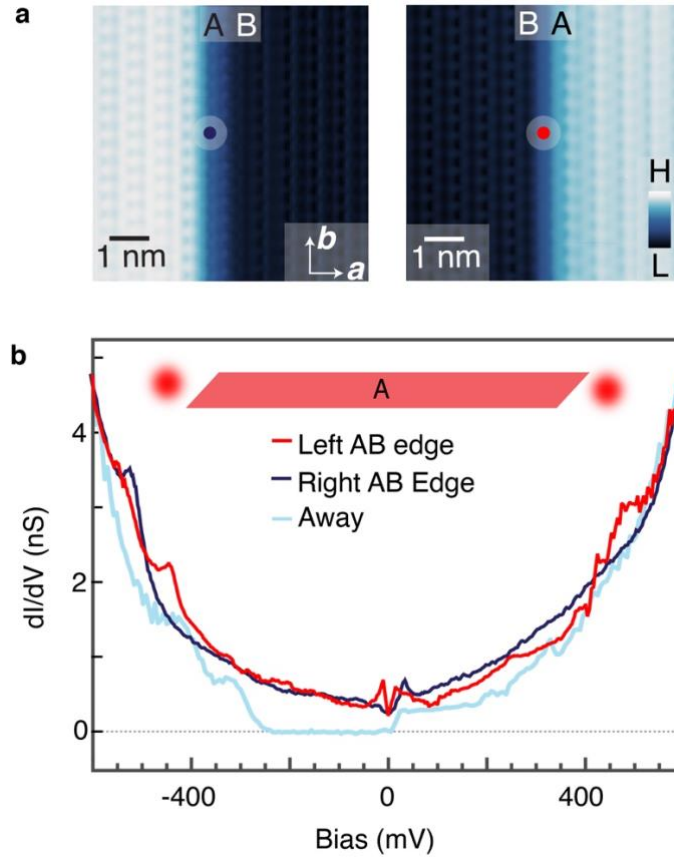 a
A B
B A
1 nm
b
a
1 nm
H
L
b
A
Left AB edge
Right AB Edge
Away
4
2
0
dI/dV (nS)
-400
0
400
Bias (mV)